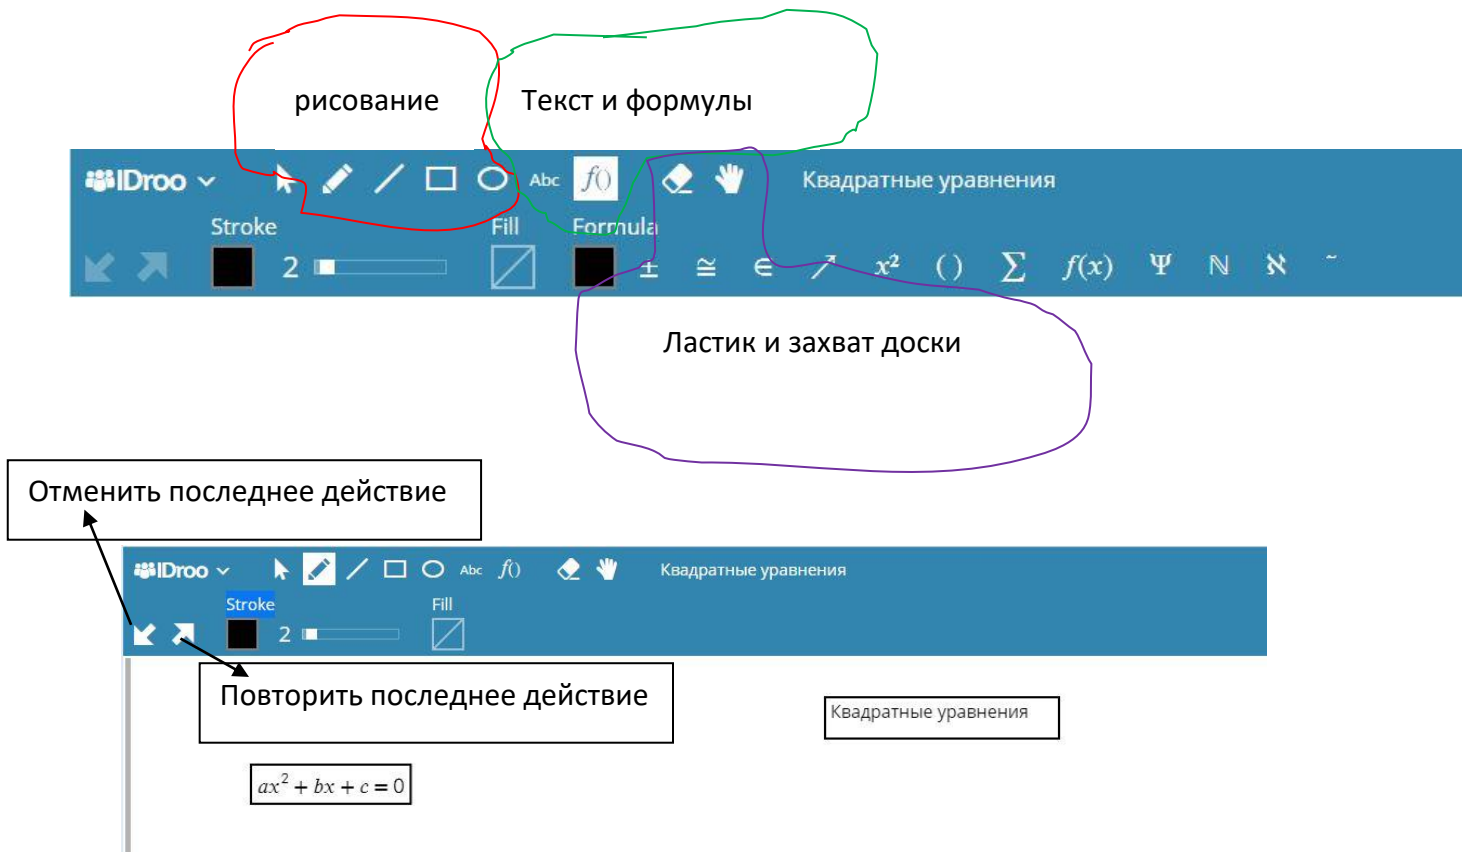 рисование
Текст и формулы
IDroo
Abc f()
Квадратные уравнения
Stroke
Fill
Formula
2
± ≅ ∈ x² ( ) ∑ f(x) Ψ ℕ ℵ ~
Ластик и захват доски
Отменить последнее действие
IDroo
Abc f()
Квадратные уравнения
Stroke
Fill
2
Повторить последнее действие
Квадратные уравнения
ax² + bx + c = 0